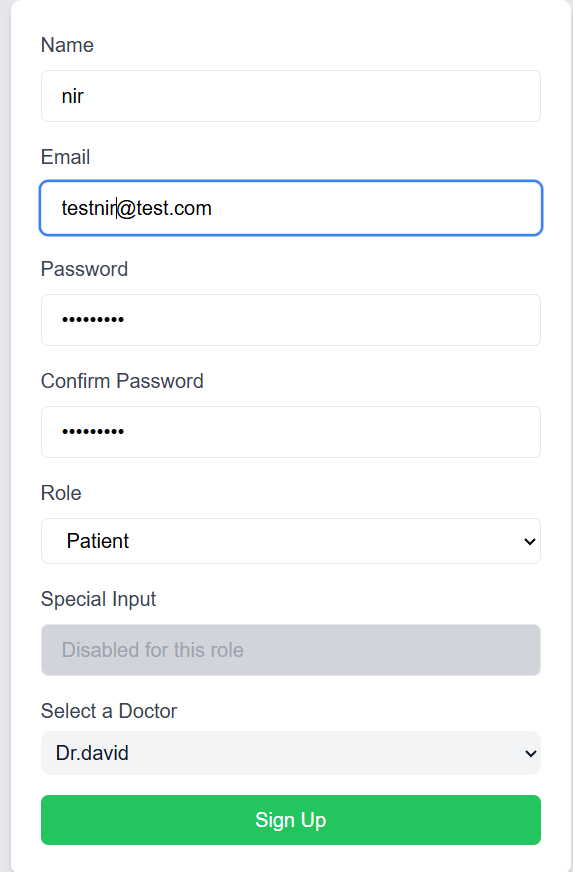 Name
nir
Email
testnir@test.com
Password
•••••••••
Confirm Password
•••••••••
Role
Patient
Special Input
Disabled for this role
Select a Doctor
Dr.david
Sign Up